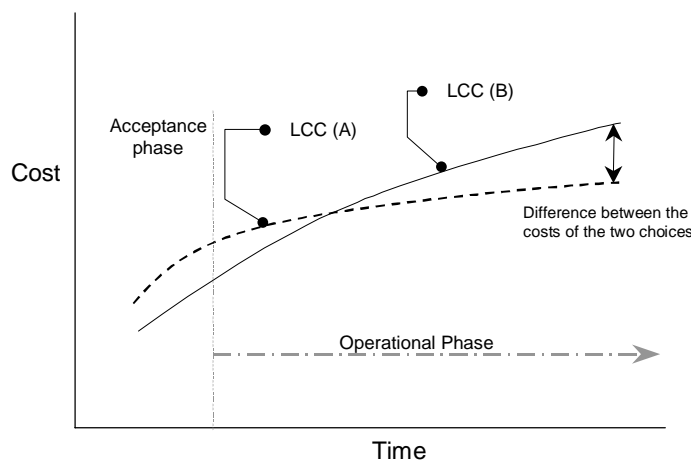 LCC (B)
Acceptance
phase
LCC (A)
Cost
Difference between the
costs of the two choices
Operational Phase
Time